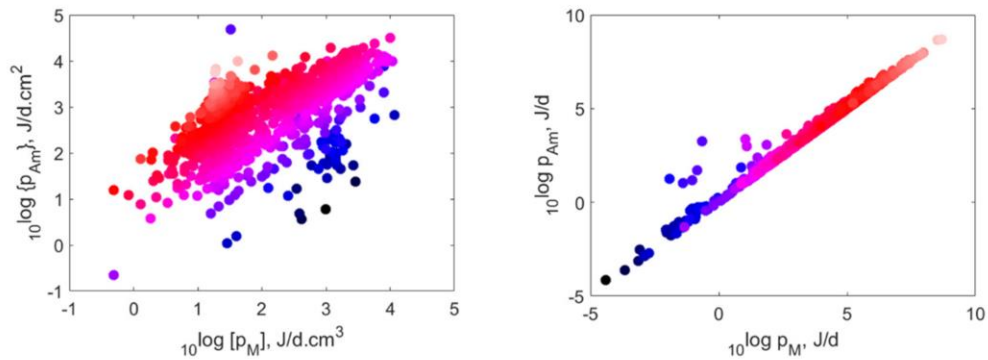 5
4
3
2
1
0
-1
-1 0 1 2 3 4 5
10log {pAm}, J/d.cm2
10log [pM], J/d.cm3
10
5
0
-5
-5 0 5 10
10log pAm, J/d
10log pM, J/d